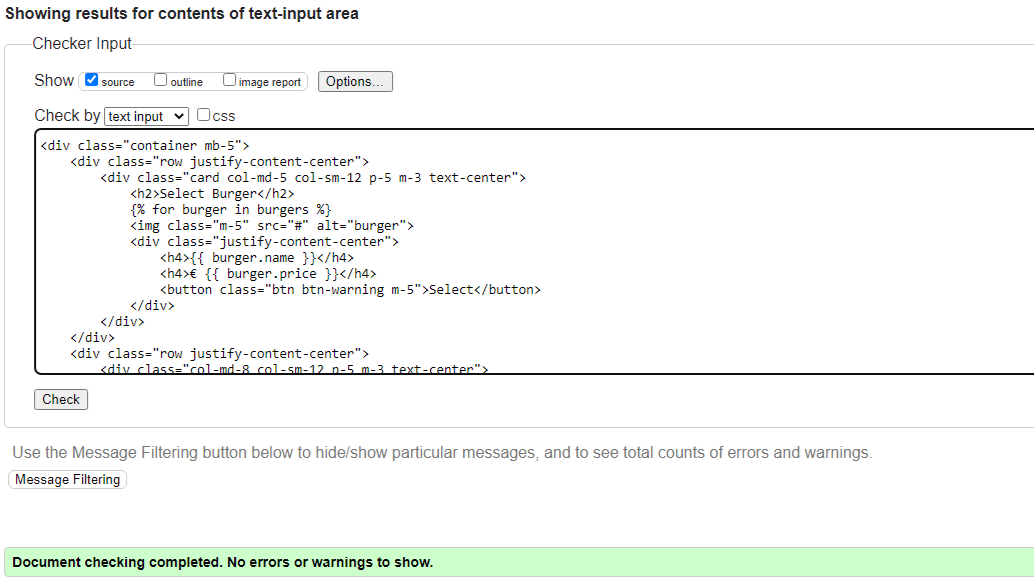 Showing results for contents of text-input area
Checker Input
Show source outline image report Options...
Check by text input css
<div class="container mb-5">
    <div class="row justify-content-center">
        <div class="card col-md-5 col-sm-12 p-5 m-3 text-center">
            <h2>Select Burger</h2>
            {% for burger in burgers %}
            <img class="m-5" src="#" alt="burger">
            <div class="justify-content-center">
                <h4>{{ burger.name }}</h4>
                <h4>€ {{ burger.price }}</h4>
                <button class="btn btn-warning m-5">Select</button>
            </div>
        </div>
    </div>
    <div class="row justify-content-center">
        <div class="col-md-8 col-sm-12 p-5 m-3 text-center">
Check
Use the Message Filtering button below to hide/show particular messages, and to see total counts of errors and warnings.
Message Filtering
Document checking completed. No errors or warnings to show.